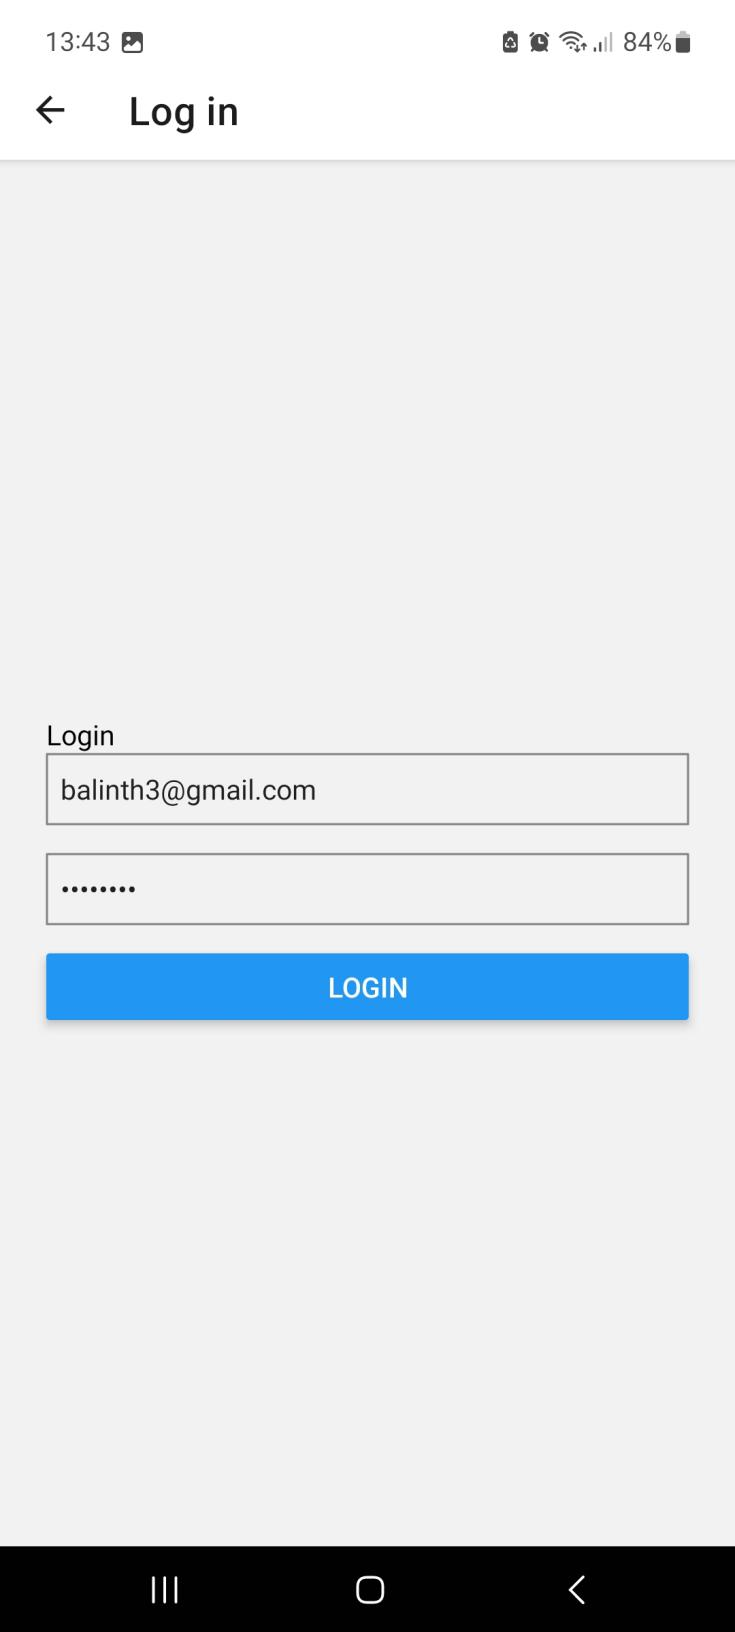 13:43 84%
Log in
Login
balinth3@gmail.com
••••••••
LOGIN